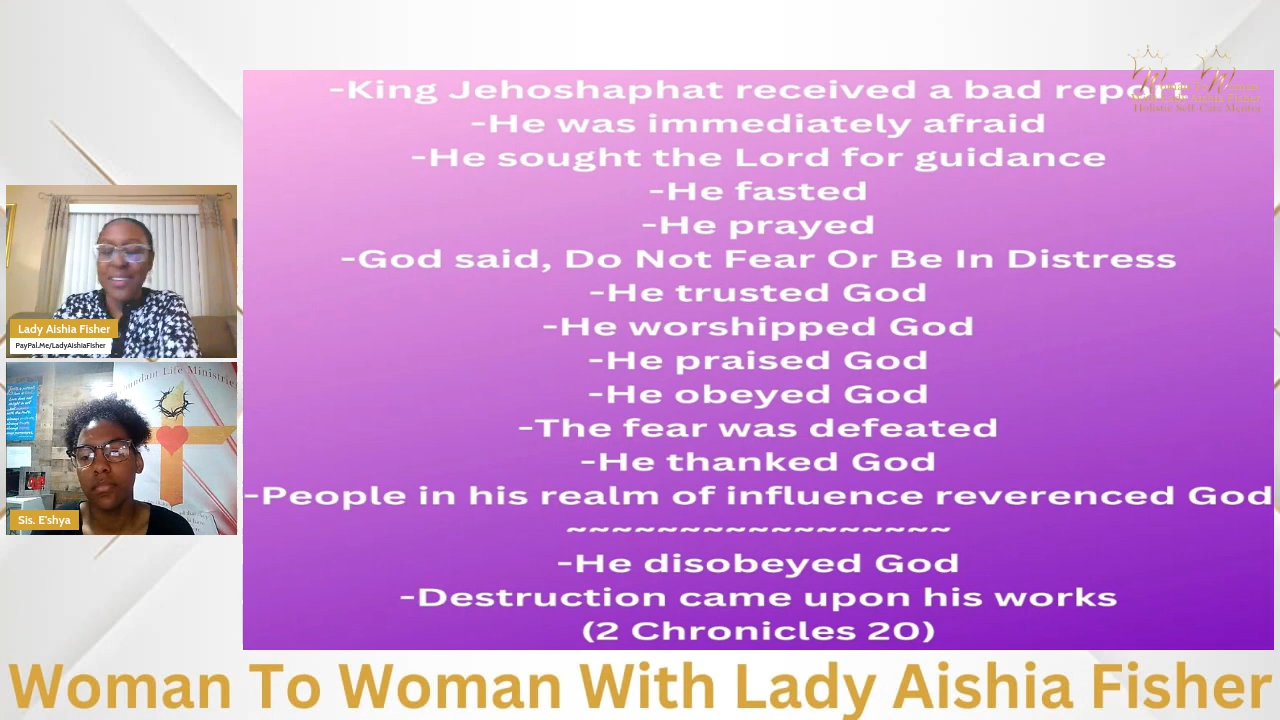 -King Jehoshaphat received a bad report
-He was immediately afraid
-He sought the Lord for guidance
-He fasted
-He prayed
-God said, Do Not Fear Or Be In Distress
-He trusted God
-He worshipped God
-He praised God
-He obeyed God
-The fear was defeated
-He thanked God
-People in his realm of influence reverenced God
~~~~~~~~~~~~~~~~~
-He disobeyed God
-Destruction came upon his works
(2 Chronicles 20)
Lady Aishia Fisher
PayPal.Me/LadyAishiaFisher
Life Ministries
Sis. E'shya
Woman To Woman With Lady Aishia Fisher